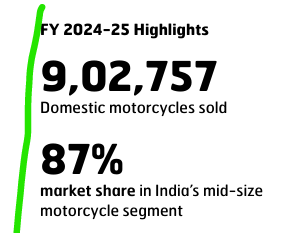 FY 2024-25 Highlights
9,02,757
Domestic motorcycles sold
87%
market share in India's mid-size
motorcycle segment